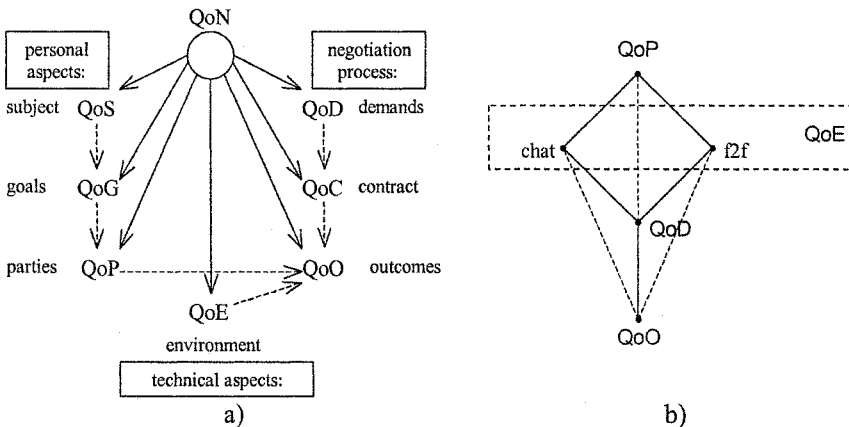 QoN
personal
aspects:
negotiation
process:
subject QoS QoD demands
goals QoG QoC contract
parties QoP QoO outcomes
QoE
environment
technical aspects:
a)
QoP
QoE
chat f2f
QoD
QoO
b)